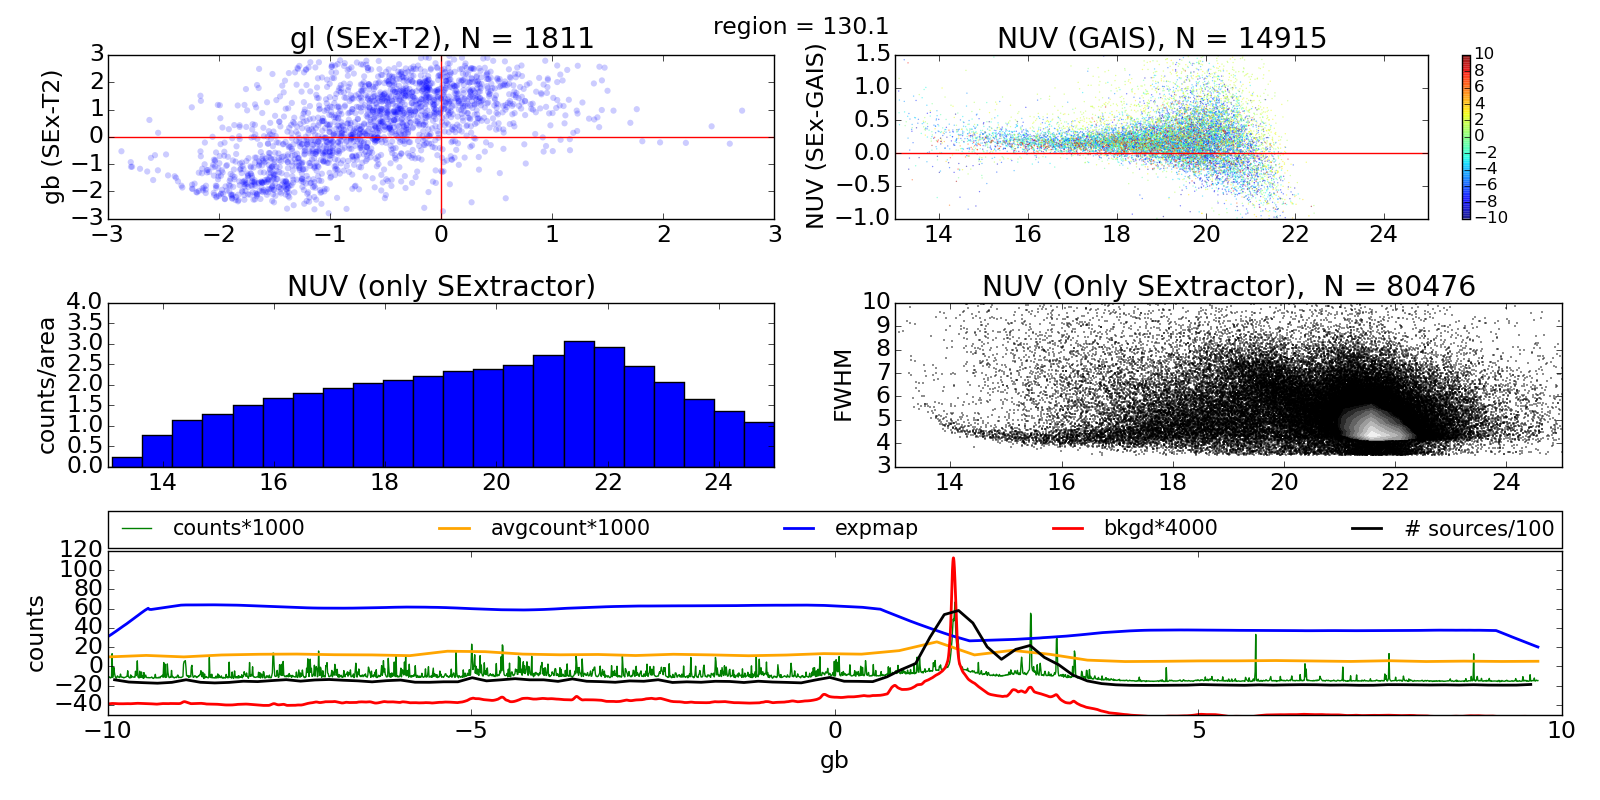 region = 130.1
gl (SEx-T2), N = 1811
gb (SEx-T2)
3
2
1
0
−1
−2
−3
−3 −2 −1 0 1 2 3
NUV (GAIS), N = 14915
NUV (SEx-GAIS)
1.5
1.0
0.5
0.0
−0.5
−1.0
14 16 18 20 22 24
10
8
6
4
2
0
−2
−4
−6
−8
−10
NUV (only SExtractor)
counts/area
4.0
3.5
3.0
2.5
2.0
1.5
1.0
0.5
0.0
14 16 18 20 22 24
NUV (Only SExtractor),  N = 80476
FWHM
10
9
8
7
6
5
4
3
14 16 18 20 22 24
counts*1000 avgcount*1000 expmap bkgd*4000 # sources/100
counts
120
100
80
60
40
20
0
−20
−40
−10 −5 0 5 10
gb